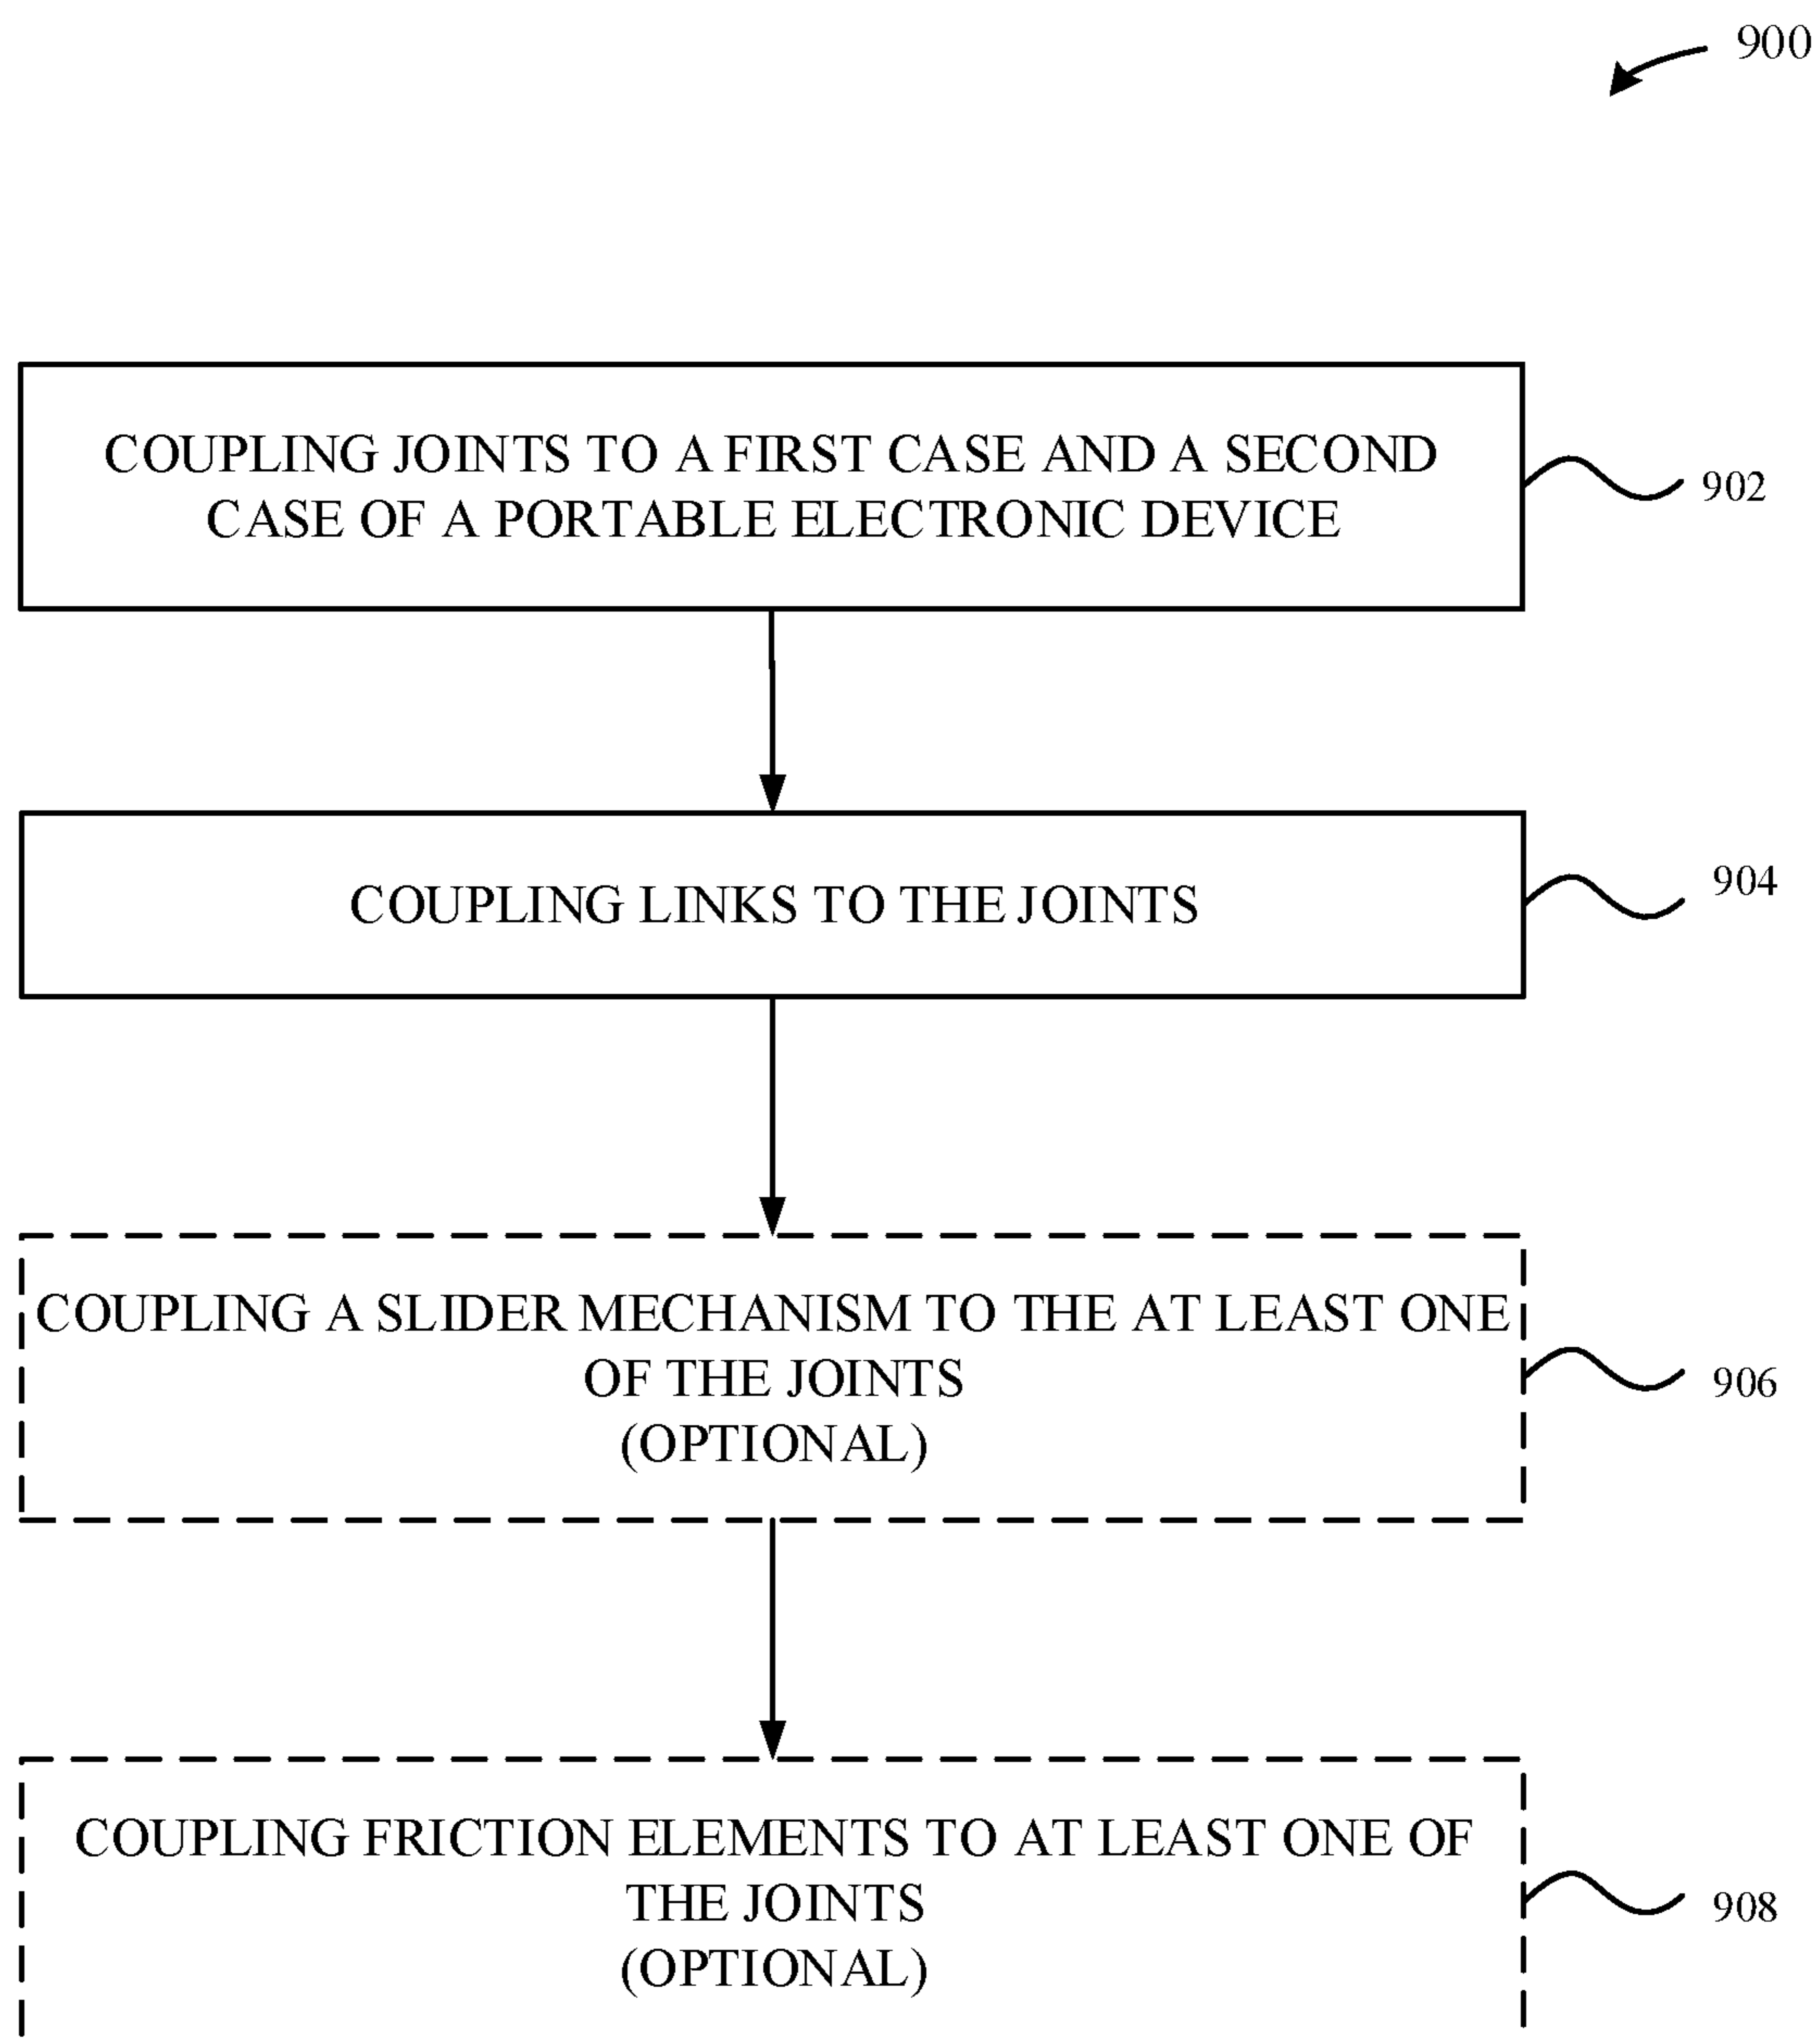 900
COUPLING JOINTS TO A FIRST CASE AND A SECOND
CASE OF A PORTABLE ELECTRONIC DEVICE
902
COUPLING LINKS TO THE JOINTS
904
COUPLING A SLIDER MECHANISM TO THE AT LEAST ONE
OF THE JOINTS
(OPTIONAL)
906
COUPLING FRICTION ELEMENTS TO AT LEAST ONE OF
THE JOINTS
(OPTIONAL)
908